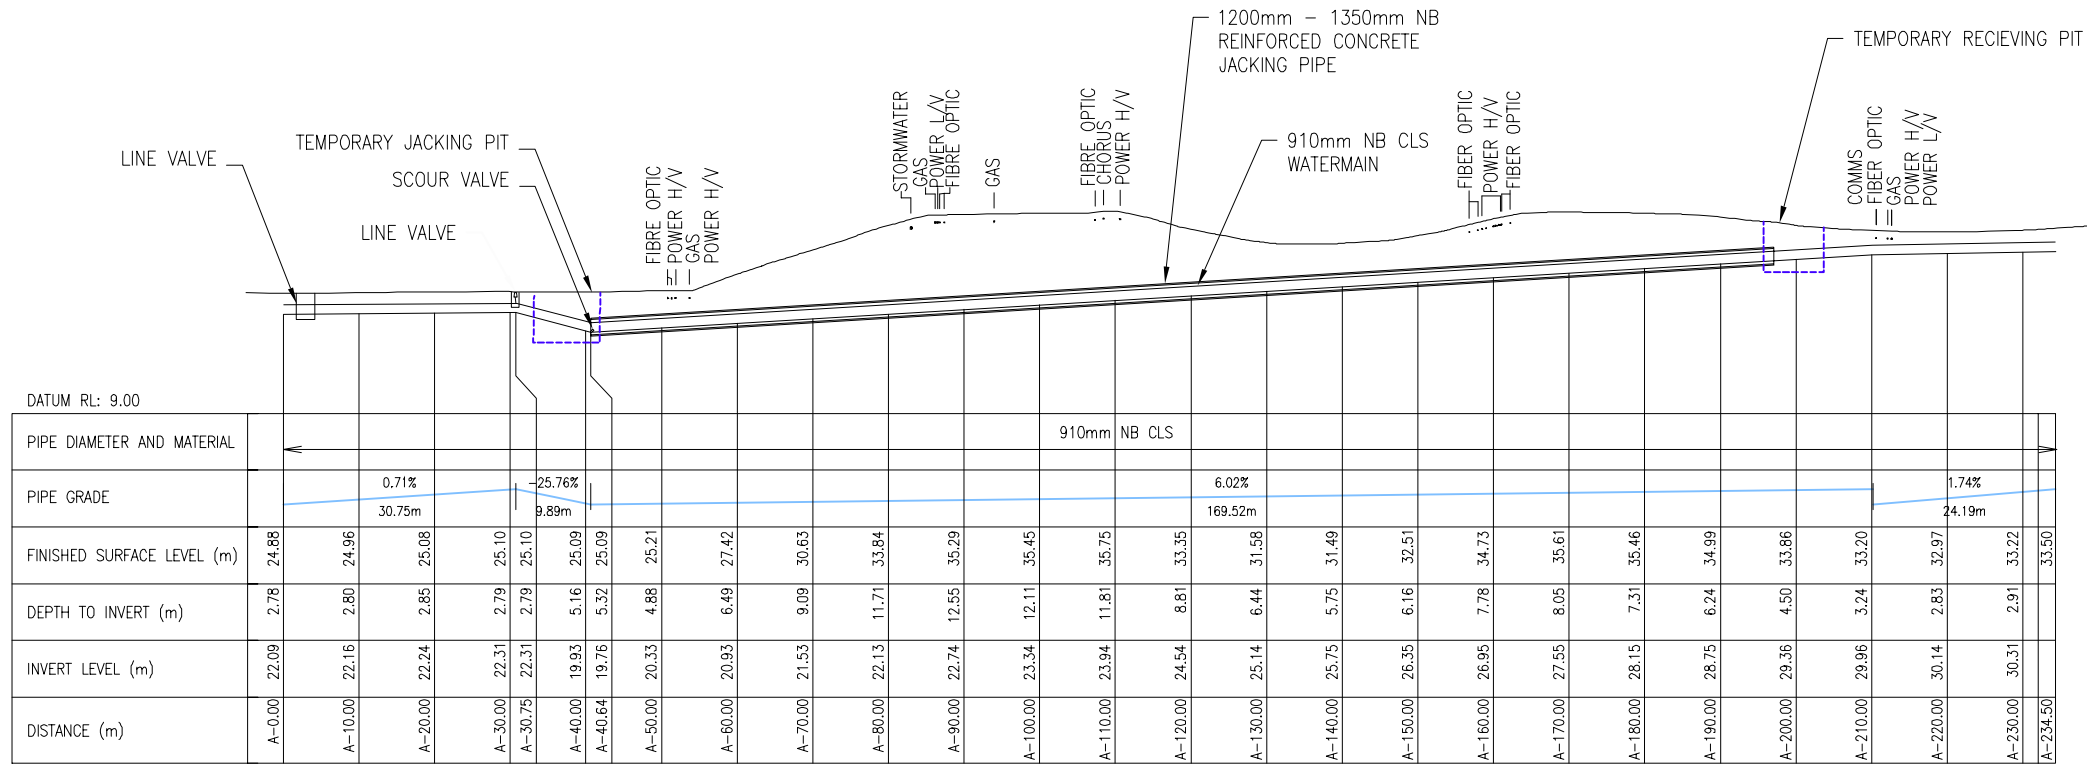 1200mm - 1350mm NB
REINFORCED CONCRETE
JACKING PIPE
TEMPORARY RECIEVING PIT
TEMPORARY JACKING PIT
LINE VALVE
SCOUR VALVE
LINE VALVE
910mm NB CLS
WATERMAIN
FIBRE OPTIC
POWER H/V
GAS
POWER H/V
STORMWATER
GAS
POWER L/V
FIBRE OPTIC
GAS
FIBRE OPTIC
CHORUS
POWER H/V
FIBER OPTIC
POWER H/V
FIBER OPTIC
COMMS
FIBER OPTIC
GAS
POWER H/V
POWER L/V
DATUM RL: 9.00
PIPE DIAMETER AND MATERIAL
910mm NB CLS
PIPE GRADE
0.71% -25.76% 6.02% 1.74%
30.75m 9.89m 169.52m 24.19m
FINISHED SURFACE LEVEL (m) 24.88 24.96 25.08 25.10 25.10 25.09 25.09 25.21 27.42 30.63 33.84 35.29 35.45 35.75 33.35 31.58 31.49 32.51 34.73 35.61 35.46 34.99 33.86 33.20 32.97 33.22 33.50
DEPTH TO INVERT (m) 2.78 2.80 2.85 2.79 2.79 5.16 5.32 4.88 6.49 9.09 11.71 12.55 12.11 11.81 8.81 6.44 5.75 6.16 7.78 8.05 7.31 6.24 4.50 3.24 2.83 2.91
INVERT LEVEL (m) 22.09 22.16 22.24 22.31 22.31 19.93 19.76 20.33 20.93 21.53 22.13 22.74 23.34 23.94 24.54 25.14 25.75 26.35 26.95 27.55 28.15 28.75 29.36 29.96 30.14 30.31
DISTANCE (m) A-0.00 A-10.00 A-20.00 A-30.00 A-30.75 A-40.00 A-40.64 A-50.00 A-60.00 A-70.00 A-80.00 A-90.00 A-100.00 A-110.00 A-120.00 A-130.00 A-140.00 A-150.00 A-160.00 A-170.00 A-180.00 A-190.00 A-200.00 A-210.00 A-220.00 A-230.00 A-234.50